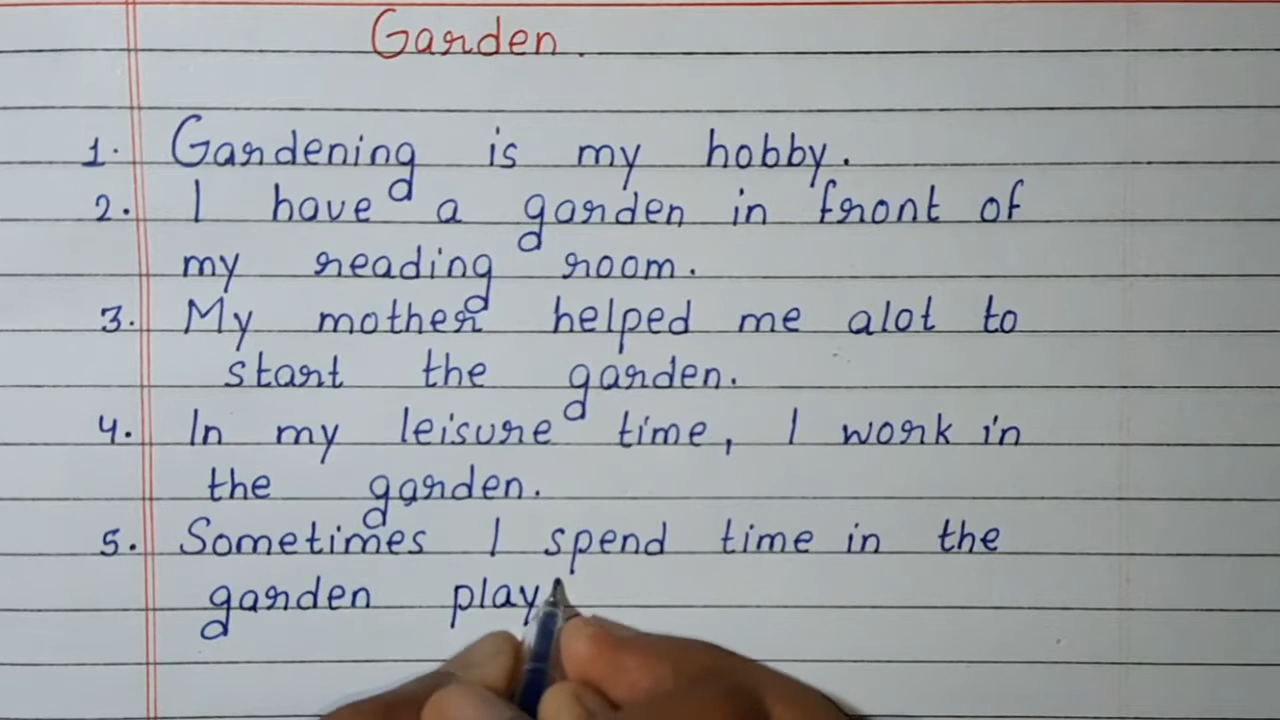 Garden.
1. Gardening is my hobby.
2. I have a garden in front of
my reading room.
3. My mother helped me alot to
start the garden.
4. In my leisure time, I work in
the garden.
5. Sometimes I spend time in the
garden play